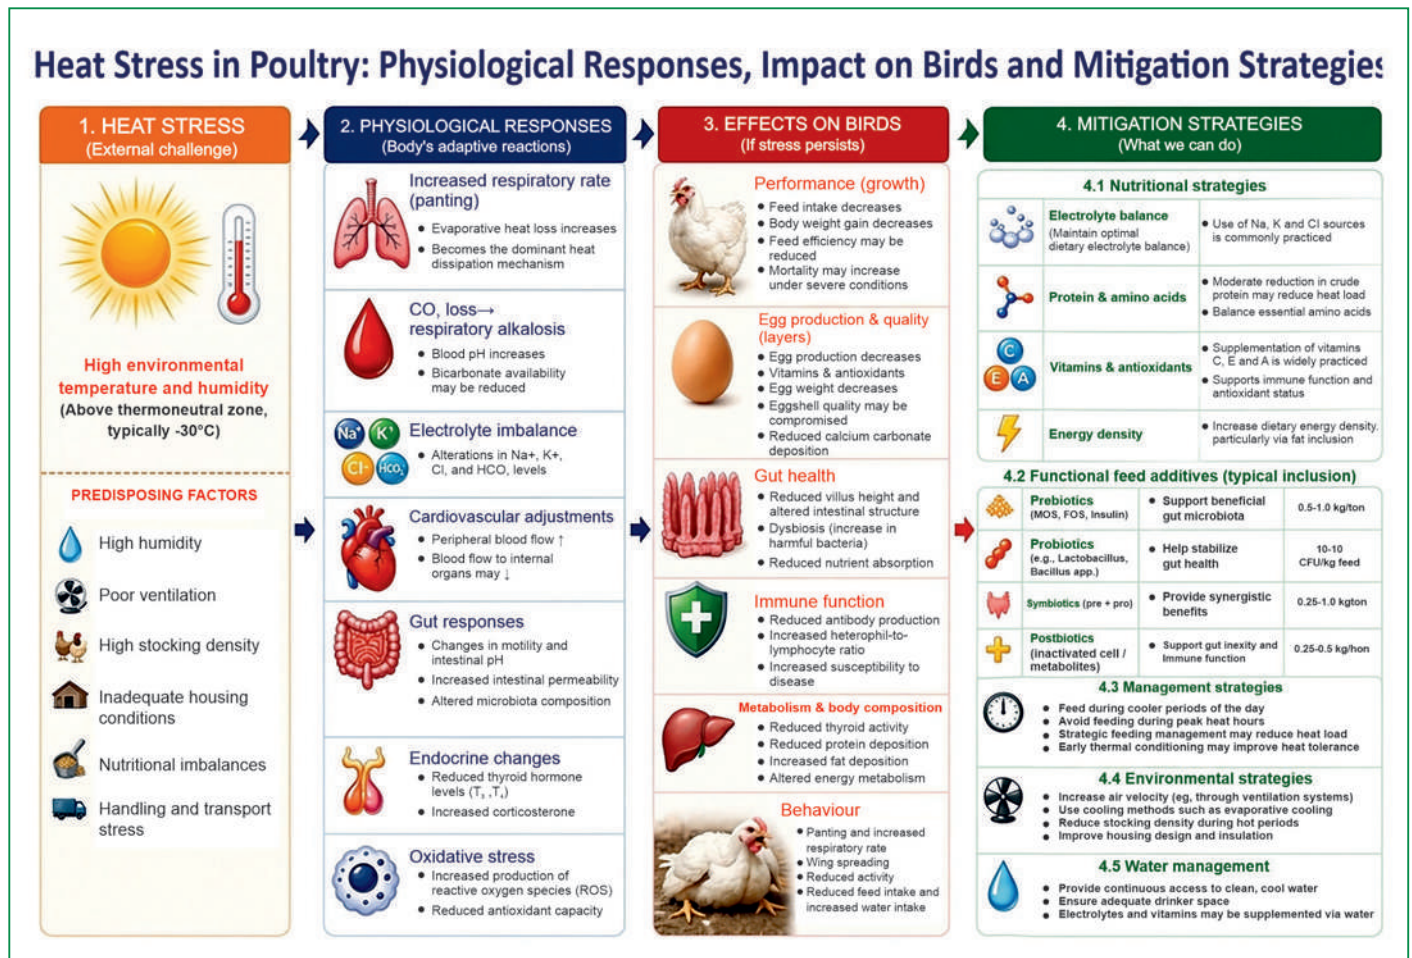 Heat Stress in Poultry: Physiological Responses, Impact on Birds and Mitigation Strategies
1. HEAT STRESS
(External challenge)
High environmental
temperature and humidity
(Above thermoneutral zone,
typically -30°C)
PREDISPOSING FACTORS
High humidity
Poor ventilation
High stocking density
Inadequate housing
conditions
Nutritional imbalances
Handling and transport
stress
2. PHYSIOLOGICAL RESPONSES
(Body's adaptive reactions)
Increased respiratory rate
(panting)
• Evaporative heat loss increases
• Becomes the dominant heat
dissipation mechanism
CO, loss→
respiratory alkalosis
• Blood pH increases
• Bicarbonate availability
may be reduced
Na⁺ K⁺
Cl⁻ HCO₃
Electrolyte imbalance
• Alterations in Na+, K+,
Cl, and HCO, levels
Cardiovascular adjustments
• Peripheral blood flow ↑
• Blood flow to internal
organs may ↓
Gut responses
• Changes in motility and
intestinal pH
• Increased intestinal permeability
• Altered microbiota composition
Endocrine changes
• Reduced thyroid hormone
levels (T₃ ,T₄)
• Increased corticosterone
Oxidative stress
• Increased production of
reactive oxygen species (ROS)
• Reduced antioxidant capacity
3. EFFECTS ON BIRDS
(If stress persists)
Performance (growth)
• Feed intake decreases
• Body weight gain decreases
• Feed efficiency may be
reduced
• Mortality may increase
under severe conditions
Egg production & quality
(layers)
• Egg production decreases
• Vitamins & antioxidants
• Egg weight decreases
• Eggshell quality may be
compromised
• Reduced calcium carbonate
deposition
Gut health
• Reduced villus height and
altered intestinal structure
• Dysbiosis (increase in
harmful bacteria)
• Reduced nutrient absorption
Immune function
• Reduced antibody production
• Increased heterophil-to-
lymphocyte ratio
• Increased susceptibility to
disease
Metabolism & body composition
• Reduced thyroid activity
• Reduced protein deposition
• Increased fat deposition
• Altered energy metabolism
Behaviour
• Panting and increased
respiratory rate
• Wing spreading
• Reduced activity
• Reduced feed intake and
increased water intake
4. MITIGATION STRATEGIES
(What we can do)
4.1 Nutritional strategies
Electrolyte balance
(Maintain optimal
dietary electrolyte balance)
• Use of Na, K and Cl sources
is commonly practiced
Protein & amino acids
• Moderate reduction in crude
protein may reduce heat load
• Balance essential amino acids
C
E A
Vitamins & antioxidants
• Supplementation of vitamins
C, E and A is widely practiced
• Supports immune function and
antioxidant status
Energy density
• Increase dietary energy density.
particularly via fat inclusion
4.2 Functional feed additives (typical inclusion)
Prebiotics
(MOS, FOS, Insulin)
• Support beneficial
gut microbiota
0.5-1.0 kg/ton
Probiotics
(e.g., Lactobacillus,
Bacillus app.)
• Help stabilize
gut health
10-10
CFU/kg feed
Symbiotics (pre + pro)
• Provide synergistic
benefits
0.25-1.0 kgton
Postbiotics
(inactivated cell /
metabolites)
• Support gut inexity and
Immune function
0.25-0.5 kg/hon
4.3 Management strategies
• Feed during cooler periods of the day
• Avoid feeding during peak heat hours
• Strategic feeding management may reduce heat load
• Early thermal conditioning may improve heat tolerance
4.4 Environmental strategies
• Increase air velocity (eg, through ventilation systems)
• Use cooling methods such as evaporative cooling
• Reduce stocking density during hot periods
• Improve housing design and insulation
4.5 Water management
• Provide continuous access to clean, cool water
• Ensure adequate drinker space
• Electrolytes and vitamins may be supplemented via water